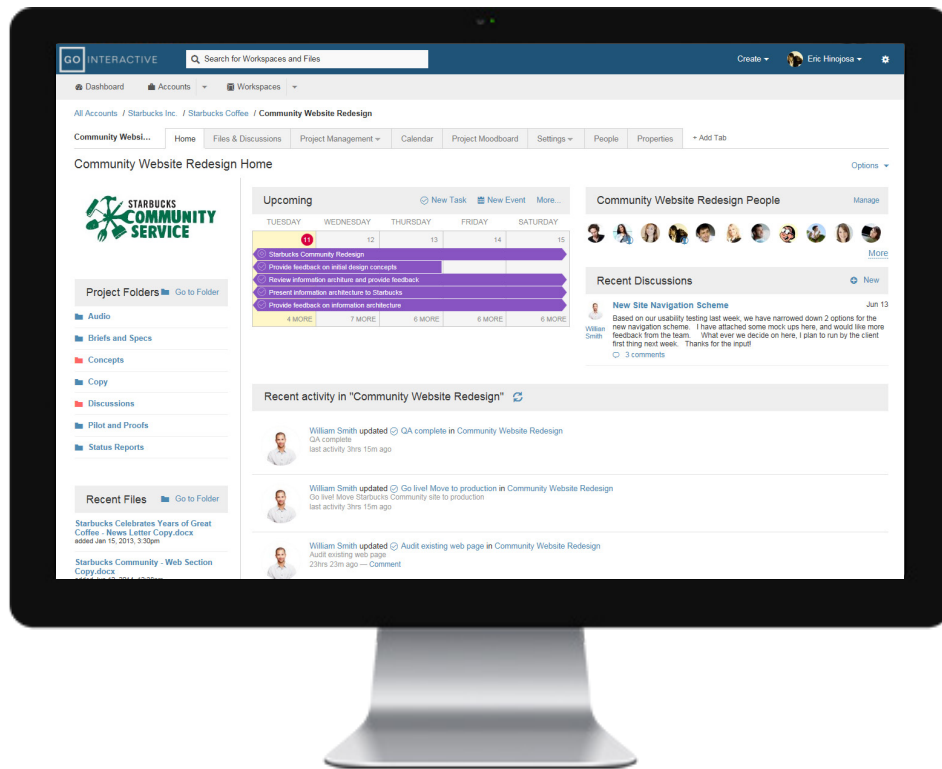 GO INTERACTIVE
Search for Workspaces and Files
Create
Eric Hinojosa
Dashboard
Accounts
Workspaces
All Accounts / Starbucks Inc. / Starbucks Coffee / Community Website Redesign
Community Websi...
Home
Files & Discussions
Project Management
Calendar
Project Moodboard
Settings
People
Properties
+ Add Tab
Community Website Redesign Home
Options
STARBUCKS
COMMUNITY
SERVICE
Project Folders
Go to Folder
Audio
Briefs and Specs
Concepts
Copy
Discussions
Pilot and Proofs
Status Reports
Recent Files
Go to Folder
Starbucks Celebrates Years of Great
Coffee - News Letter Copy.docx
added Jan 15, 2013, 3:30pm
Starbucks Community - Web Section
Copy.docx
Upcoming
New Task
New Event
More...
TUESDAY WEDNESDAY THURSDAY FRIDAY SATURDAY
11 12 13 14 15
Starbucks Community Redesign
Provide feedback on initial design concepts
Review information architure and provide feedback
Present information architecture to Starbucks
Provide feedback on information architecture
4 MORE 7 MORE 6 MORE 6 MORE 6 MORE
Community Website Redesign People
Manage
More
Recent Discussions
New
New Site Navigation Scheme
Jun 13
William
Smith
Based on our usability testing last week, we have narrowed down 2 options for the
new navigation scheme. I have attached some mock ups here, and would like more
feedback from the team. What ever we decide on here, I plan to run by the client
first thing next week. Thanks for the input!
3 comments
Recent activity in "Community Website Redesign"
William Smith updated QA complete in Community Website Redesign
QA complete
last activity 3hrs 15m ago
William Smith updated Go live! Move to production in Community Website Redesign
Go live! Move Starbucks Community site to production
last activity 3hrs 15m ago
William Smith updated Audit existing web page in Community Website Redesign
Audit existing web page
23hrs 23m ago — Comment